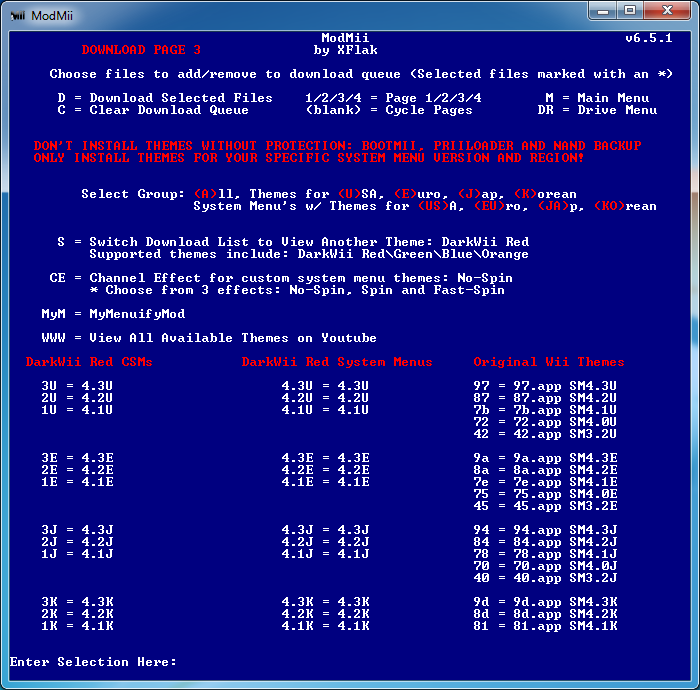 ModMii
ModMii v6.5.1
DOWNLOAD PAGE 3 by XFlak
Choose files to add/remove to download queue (Selected files marked with an *)
D = Download Selected Files 1/2/3/4 = Page 1/2/3/4 M = Main Menu
C = Clear Download Queue (blank) = Cycle Pages DR = Drive Menu
DON'T INSTALL THEMES WITHOUT PROTECTION: BOOTMII, PRIILOADER AND NAND BACKUP
ONLY INSTALL THEMES FOR YOUR SPECIFIC SYSTEM MENU VERSION AND REGION!
Select Group: (A)ll, Themes for (U)SA, (E)uro, (J)ap, (K)orean
System Menu's w/ Themes for (US)A, (EU)ro, (JA)p, (KO)rean
S = Switch Download List to View Another Theme: DarkWii Red
Supported themes include: DarkWii Red\Green\Blue\Orange
CE = Channel Effect for custom system menu themes: No-Spin
* Choose from 3 effects: No-Spin, Spin and Fast-Spin
MyM = MyMenuifyMod
WWW = View All Available Themes on Youtube
DarkWii Red CSMs DarkWii Red System Menus Original Wii Themes
3U = 4.3U 4.3U = 4.3U 97 = 97.app SM4.3U
2U = 4.2U 4.2U = 4.2U 87 = 87.app SM4.2U
1U = 4.1U 4.1U = 4.1U 7b = 7b.app SM4.1U
72 = 72.app SM4.0U
42 = 42.app SM3.2U
3E = 4.3E 4.3E = 4.3E 9a = 9a.app SM4.3E
2E = 4.2E 4.2E = 4.2E 8a = 8a.app SM4.2E
1E = 4.1E 4.1E = 4.1E 7e = 7e.app SM4.1E
75 = 75.app SM4.0E
45 = 45.app SM3.2E
3J = 4.3J 4.3J = 4.3J 94 = 94.app SM4.3J
2J = 4.2J 4.2J = 4.2J 84 = 84.app SM4.2J
1J = 4.1J 4.1J = 4.1J 78 = 78.app SM4.1J
70 = 70.app SM4.0J
40 = 40.app SM3.2J
3K = 4.3K 4.3K = 4.3K 9d = 9d.app SM4.3K
2K = 4.2K 4.2K = 4.2K 8d = 8d.app SM4.2K
1K = 4.1K 4.1K = 4.1K 81 = 81.app SM4.1K
Enter Selection Here: